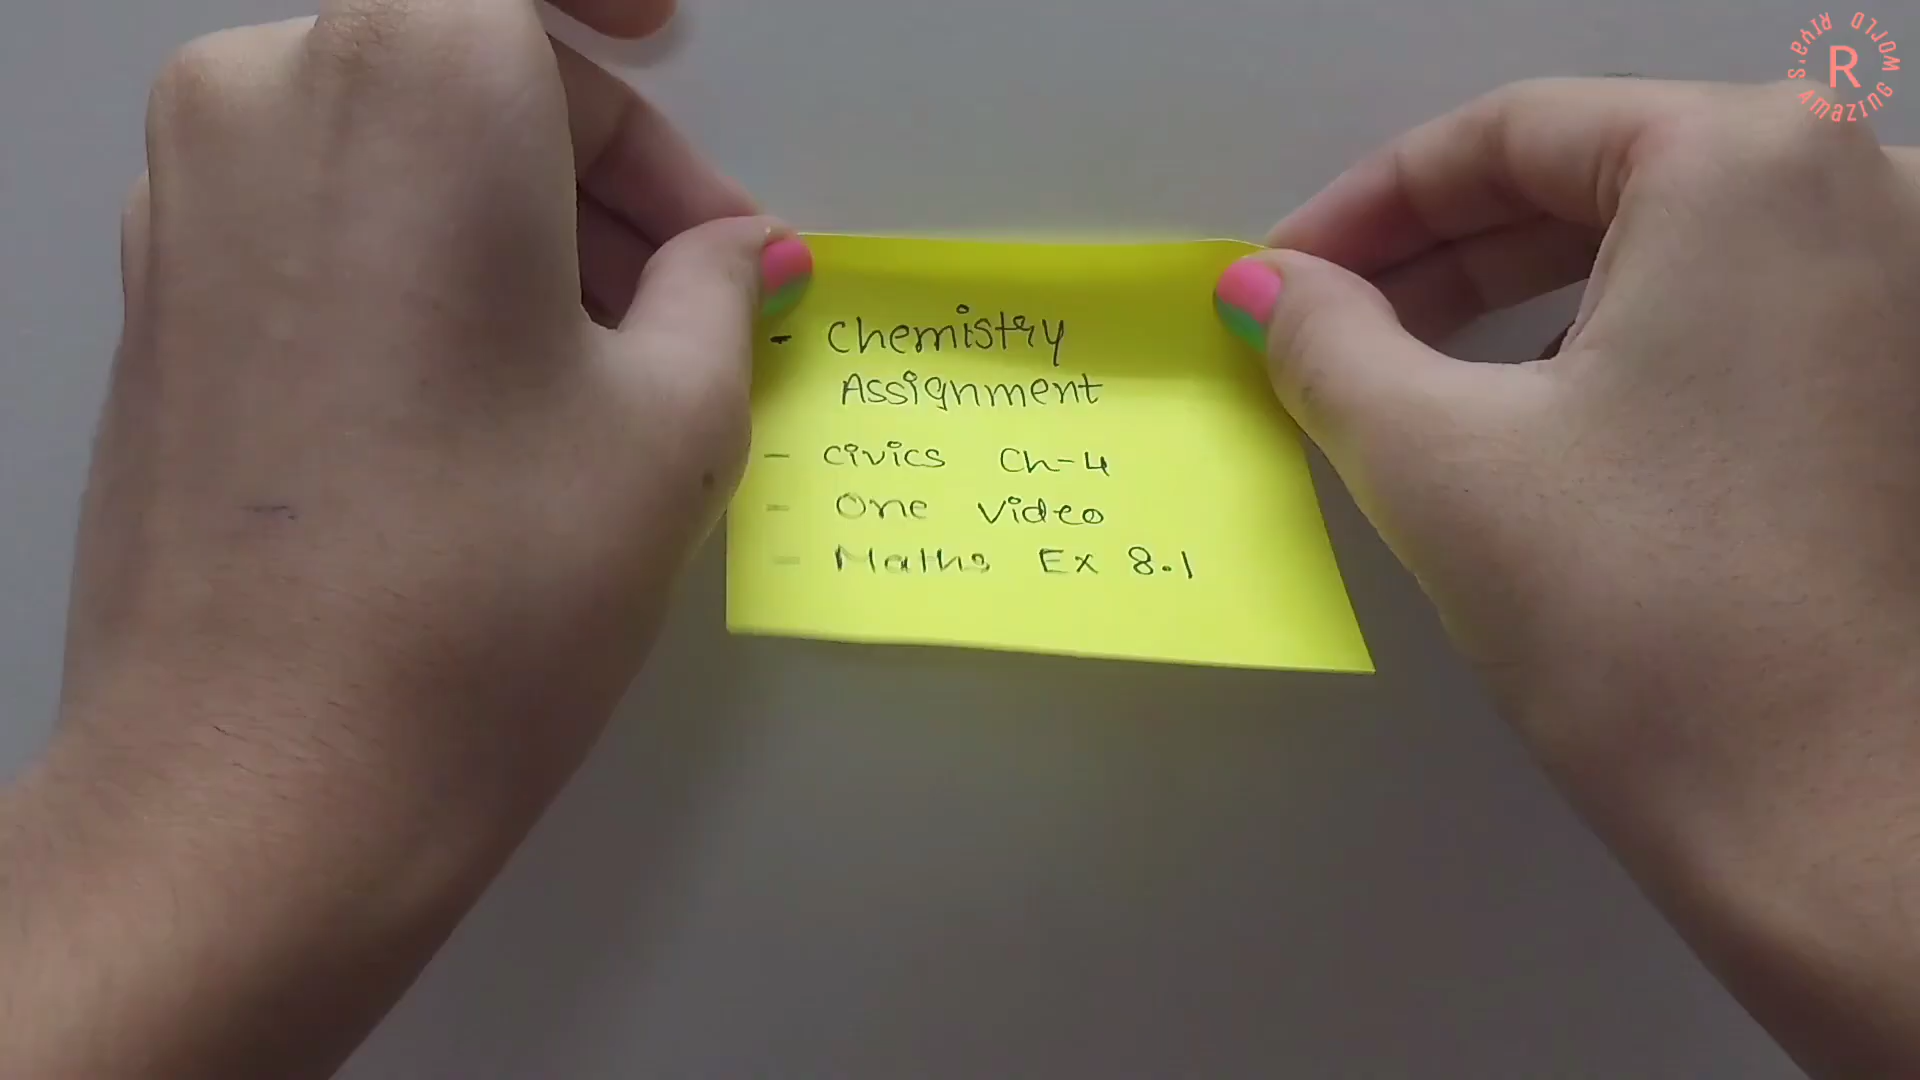 - Chemistry
Assignment
- Civics Ch-4
- One Video
- Maths Ex 8.1
RIYA'S AMAZING WORLD
R